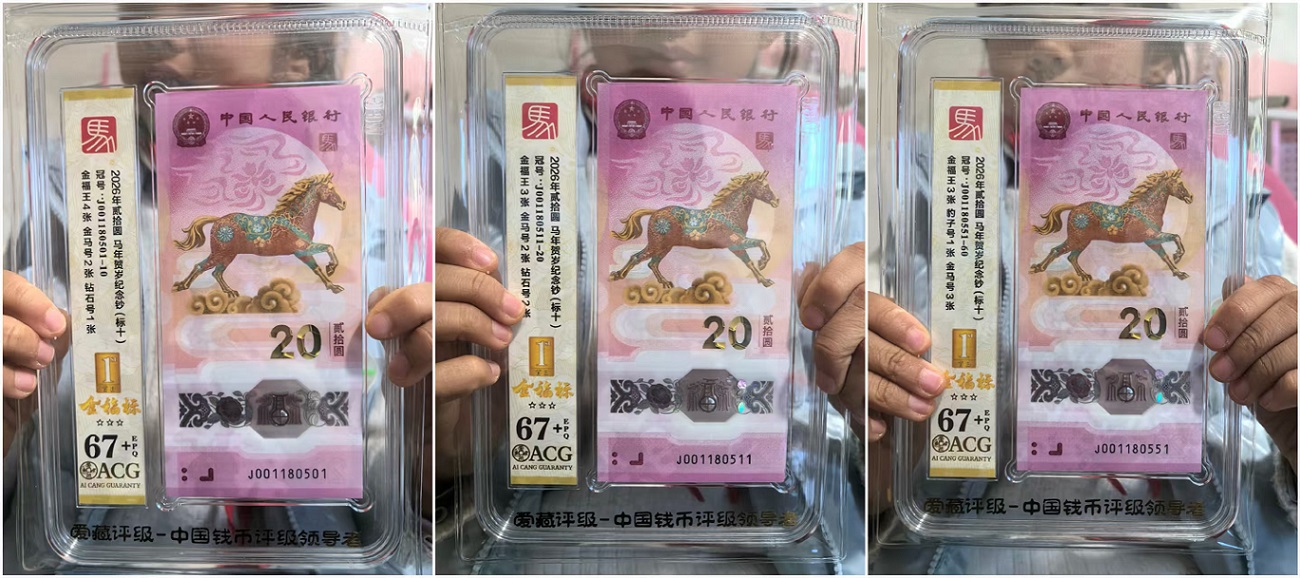 馬
2026年贰拾圆 马年贺岁纪念钞(标十)
冠号:J001180501-10
金福王4张 金马号2张 钻石号1张
金福标
☆☆☆
67+EPQ
ACG
AI CANG GUARANTY
中国人民银行
20
贰拾圆
J001180501
爱藏评级-中国钱币评级领导者
馬
2026年贰拾圆 马年贺岁纪念钞(标十)
冠号:J001180511-20
金福王3张 金马号2张 钻石号2张
金福标
☆☆☆
67+EPQ
ACG
AI CANG GUARANTY
中国人民银行
20
贰拾圆
J001180511
爱藏评级-中国钱币评级领导者
馬
2026年贰拾圆 马年贺岁纪念钞(标十)
冠号:J001180551-60
金福王3张 豹子号1张 金马号3张
金福标
☆☆☆
67+EPQ
ACG
AI CANG GUARANTY
中国人民银行
20
贰拾圆
J001180551
爱藏评级-中国钱币评级领导者